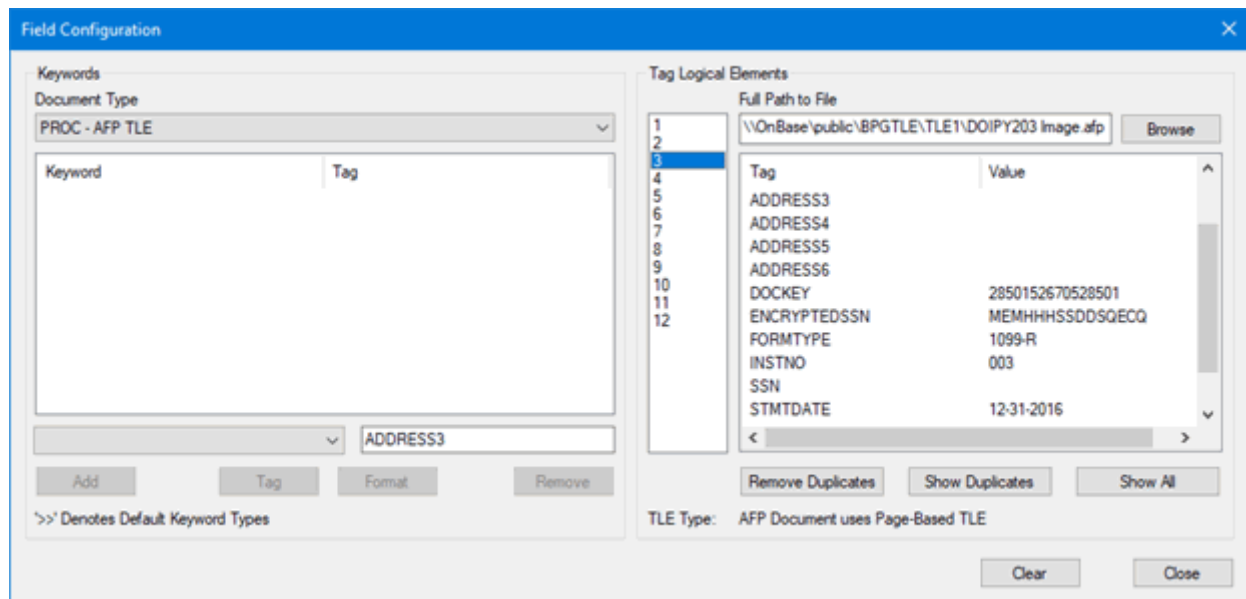 Field Configuration
Keywords
Document Type
PROC - AFP TLE
Keyword Tag
ADDRESS3
Add Tag Format Remove
'>>' Denotes Default Keyword Types
Tag Logical Elements
Full Path to File
\\OnBase\public\BPGTLE\TLE1\DOIPY203 Image.afp Browse
1
2
3
4
5
6
7
8
9
10
11
12
Tag Value
ADDRESS3
ADDRESS4
ADDRESS5
ADDRESS6
DOCKEY 2850152670528501
ENCRYPTEDSSN MEMHHHSSDDSQECQ
FORMTYPE 1099-R
INSTNO 003
SSN
STMTDATE 12-31-2016
Remove Duplicates Show Duplicates Show All
TLE Type: AFP Document uses Page-Based TLE
Clear Close